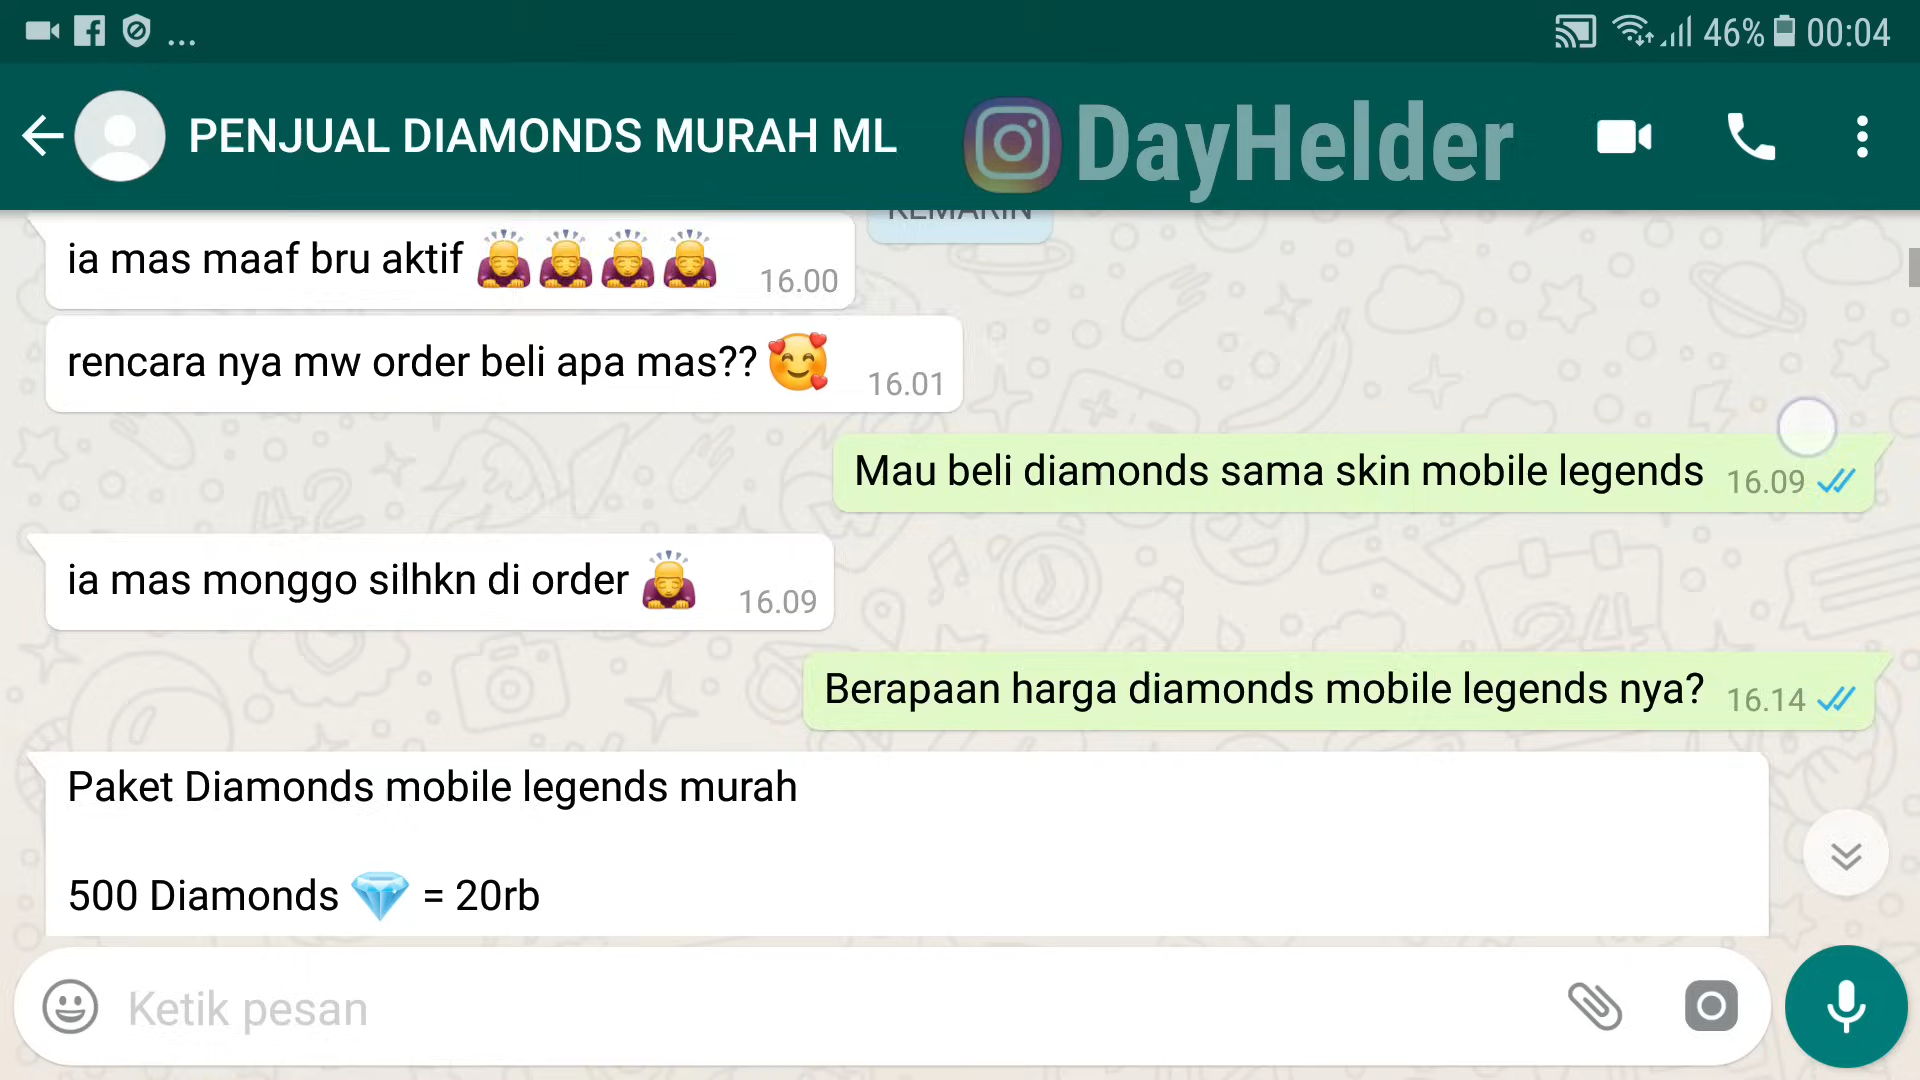 ... 46% 00:04
PENJUAL DIAMONDS MURAH ML DayHelder
KEMARIN
ia mas maaf bru aktif 🙇🙇🙇🙇 16.00
rencara nya mw order beli apa mas?? 🥰 16.01
Mau beli diamonds sama skin mobile legends 16.09
ia mas monggo silhkn di order 🙇 16.09
Berapaan harga diamonds mobile legends nya? 16.14
Paket Diamonds mobile legends murah
500 Diamonds 💎 = 20rb
Ketik pesan